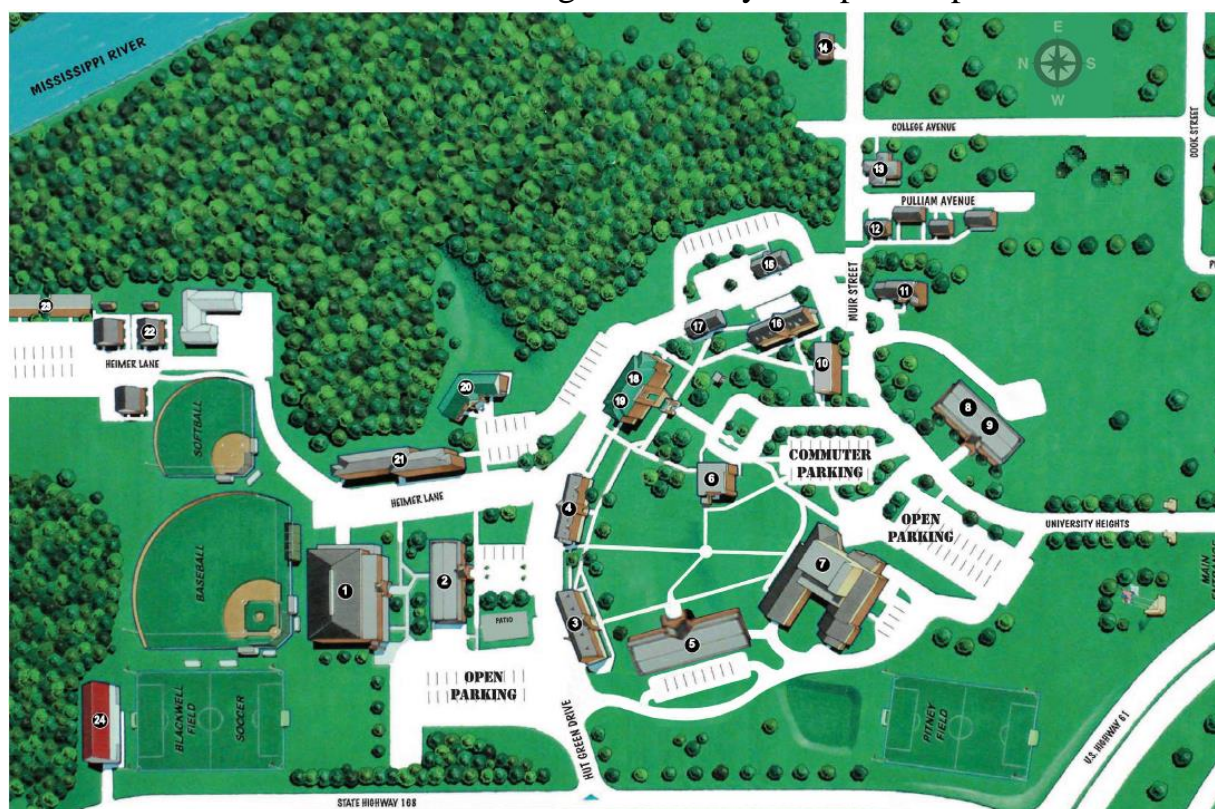 MISSISSIPPI RIVER
14
E
N
S
W
COLLEGE AVENUE
COOK STREET
13
PULLIAM AVENUE
12
15
MUIR STREET
11
23
22
HEIMER LANE
17
16
10
18
19
20
SOFTBALL
8
9
21
COMMUTER
PARKING
6
HEIMER LANE
4
OPEN
PARKING
UNIVERSITY HEIGHTS
MAIN
BASEBALL
1
2
7
3
PATIO
5
OPEN
PARKING
24
BLACKWELL
FIELD
SOCCER
HUT GREEN DRIVE
PITNEY
FIELD
U.S. HIGHWAY 61
STATE HIGHWAY 168